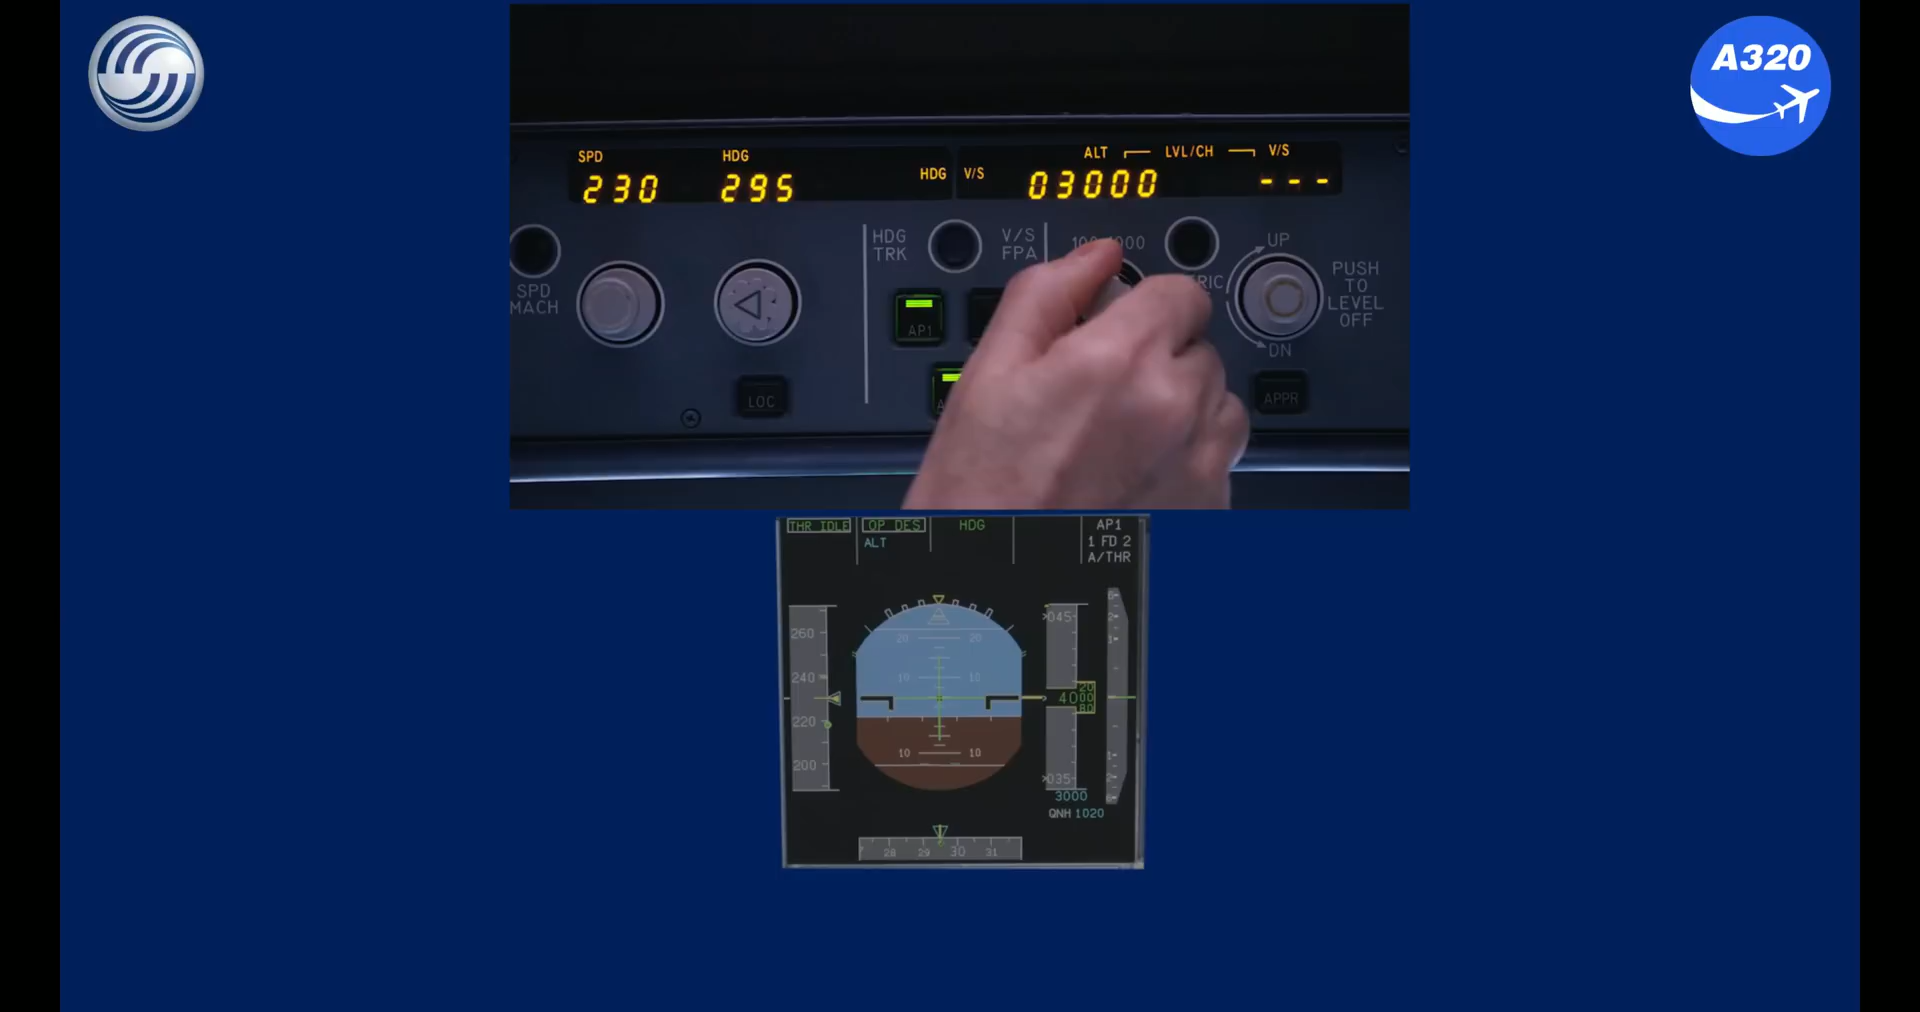 A320
SPD
HDG
ALT
LVL/CH
V/S
230
295
HDG
V/S
03000
- - -
HDG
TRK
V/S
FPA
UP
SPD
MACH
PUSH
TO
LEVEL
OFF
AP1
DN
LOC
APPR
THR IDLE
OP DES
HDG
AP1
ALT
1 FD 2
A/THR
260
240
220
200
20
20
10
10
10
10
045
4000
20
80
035
3000
QNH 1020
28
29
30
31